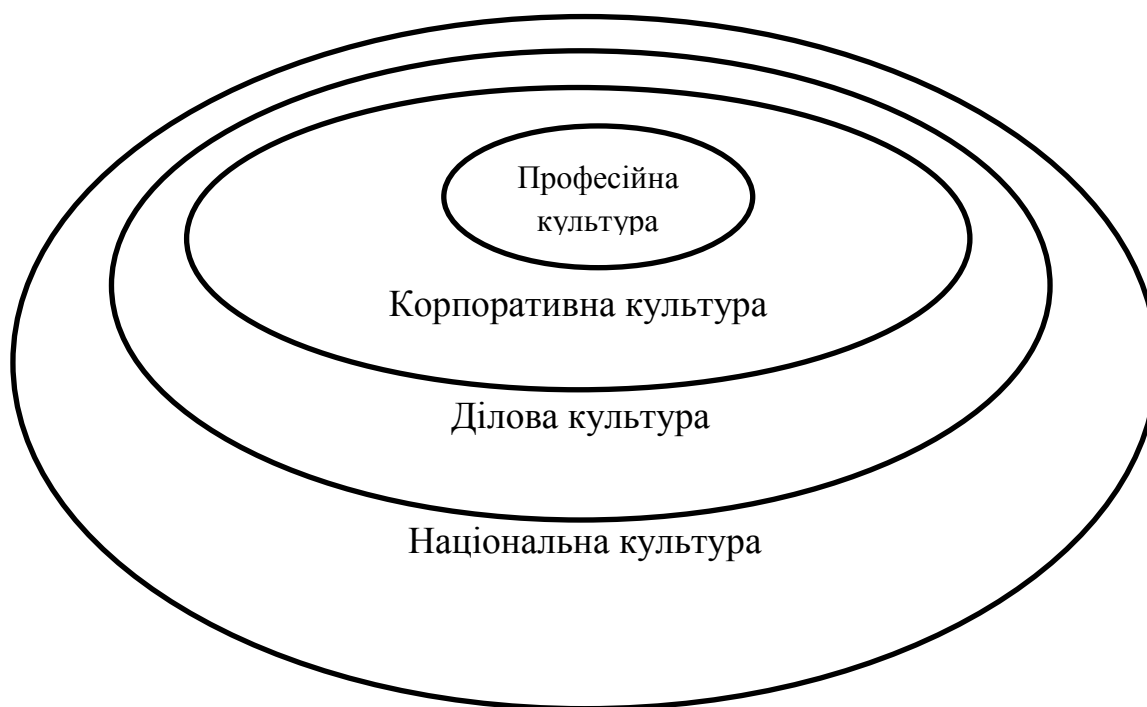 Професійна
культура
Корпоративна культура
Ділова культура
Національна культура